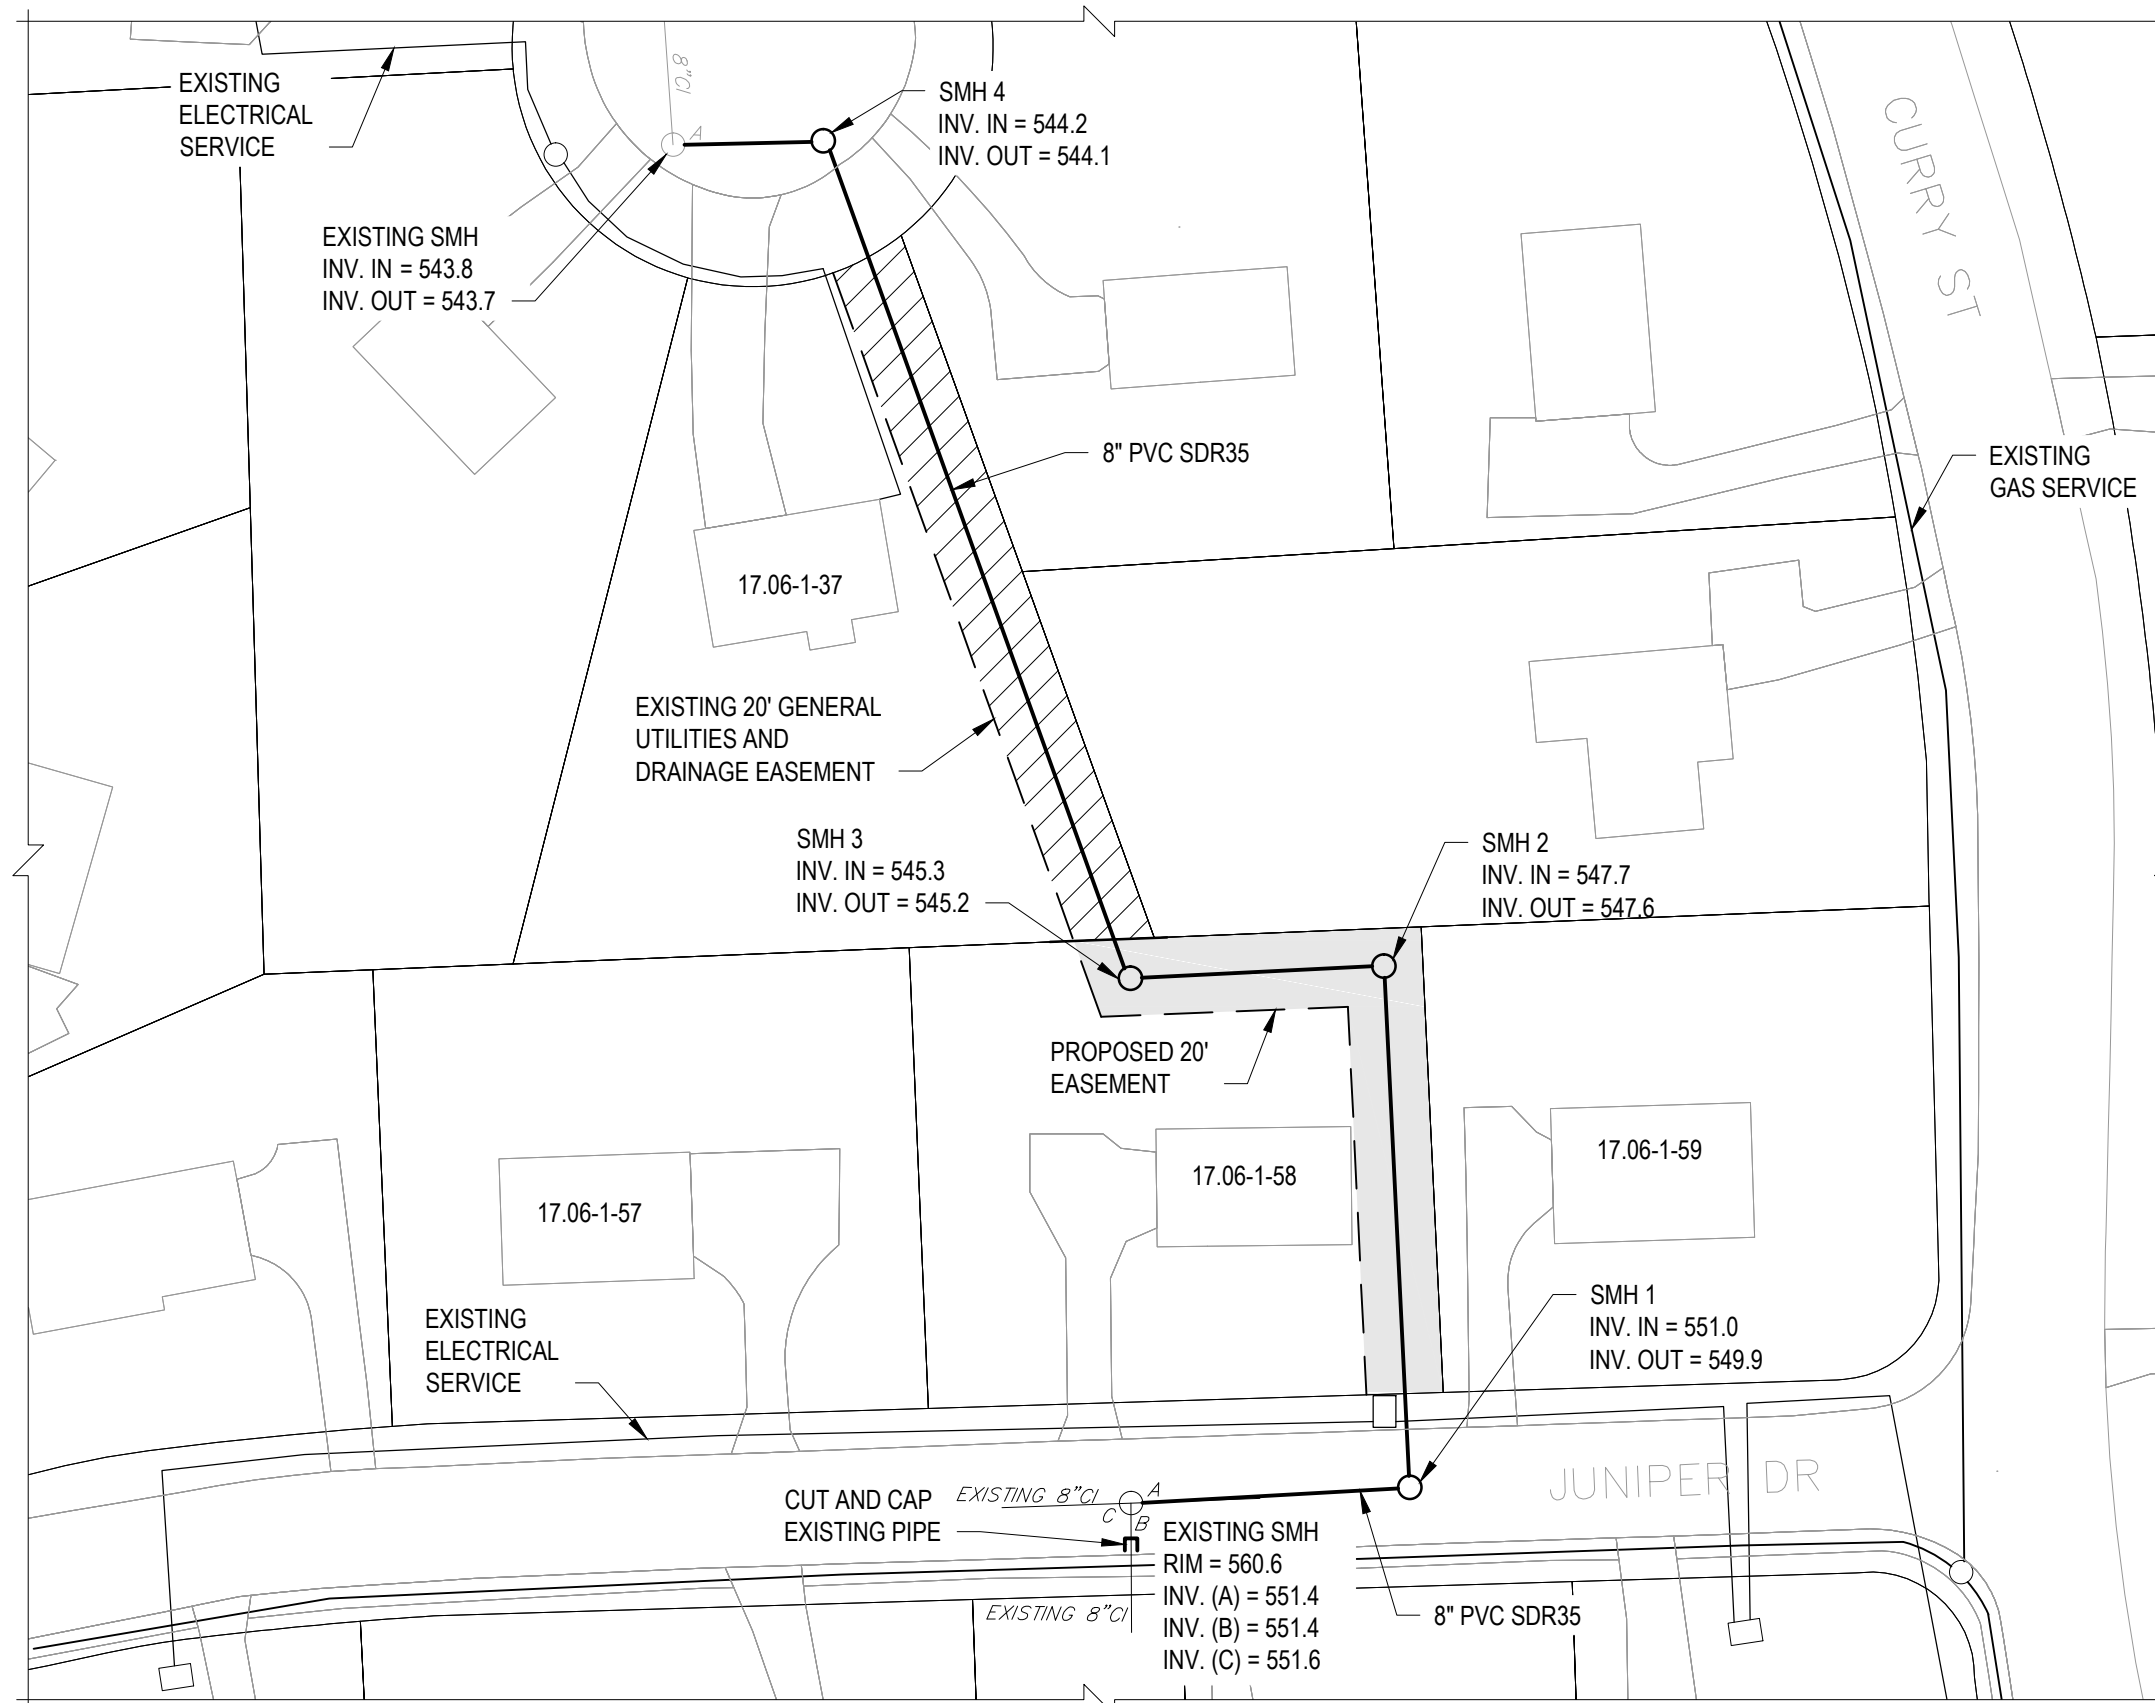 EXISTING
ELECTRICAL
SERVICE
8"CI
A
SMH 4
INV. IN = 544.2
INV. OUT = 544.1
CURRY ST
EXISTING SMH
INV. IN = 543.8
INV. OUT = 543.7
8" PVC SDR35
EXISTING
GAS SERVICE
17.06-1-37
EXISTING 20' GENERAL
UTILITIES AND
DRAINAGE EASEMENT
SMH 3
INV. IN = 545.3
INV. OUT = 545.2
SMH 2
INV. IN = 547.7
INV. OUT = 547.6
PROPOSED 20'
EASEMENT
17.06-1-57
17.06-1-58
17.06-1-59
EXISTING
ELECTRICAL
SERVICE
SMH 1
INV. IN = 551.0
INV. OUT = 549.9
JUNIPER DR
CUT AND CAP
EXISTING PIPE
EXISTING 8"CI
A
C
B
EXISTING SMH
RIM = 560.6
INV. (A) = 551.4
INV. (B) = 551.4
INV. (C) = 551.6
EXISTING 8"CI
8" PVC SDR35